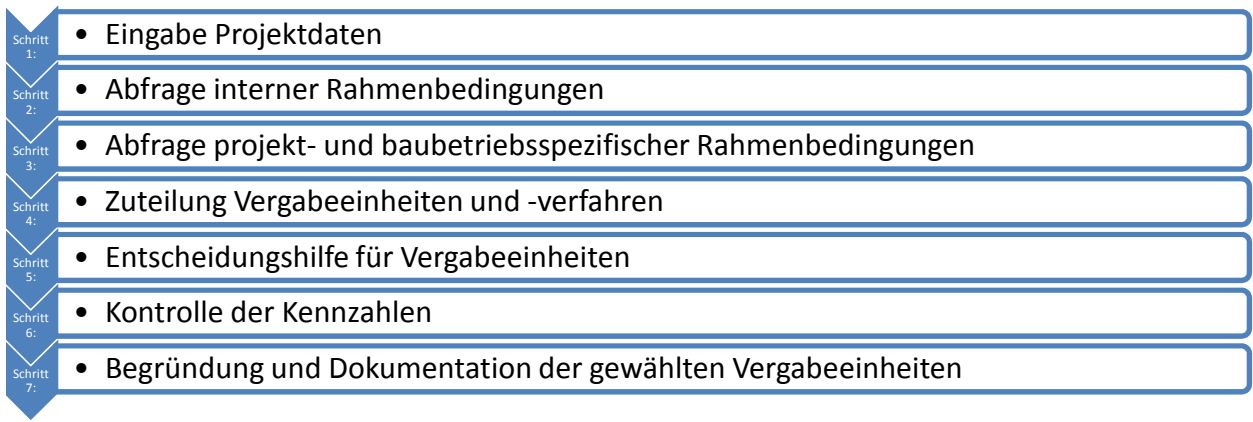 Schritt 1:
• Eingabe Projektdaten
Schritt 2:
• Abfrage interner Rahmenbedingungen
Schritt 3:
• Abfrage projekt- und baubetriebsspezifischer Rahmenbedingungen
Schritt 4:
• Zuteilung Vergabeeinheiten und -verfahren
Schritt 5:
• Entscheidungshilfe für Vergabeeinheiten
Schritt 6:
• Kontrolle der Kennzahlen
Schritt 7:
• Begründung und Dokumentation der gewählten Vergabeeinheiten